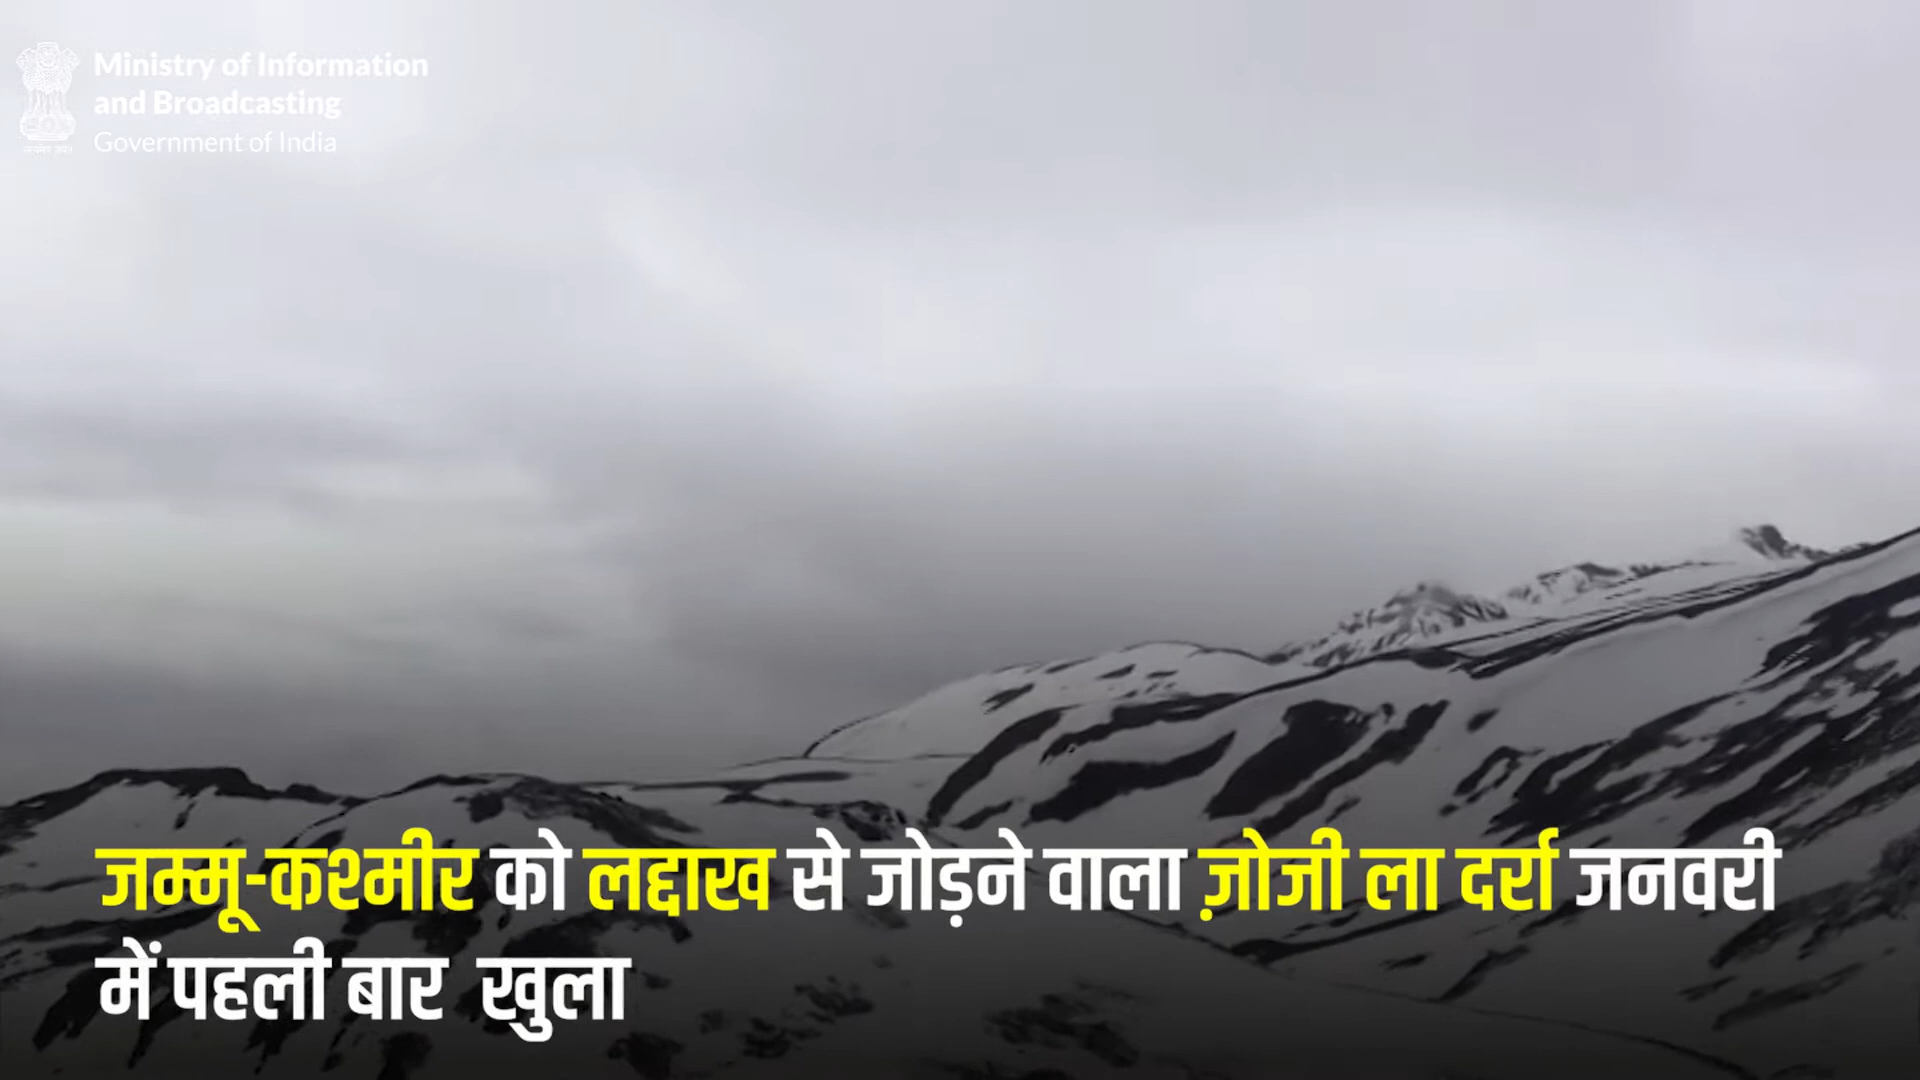 Ministry of Information
and Broadcasting
Government of India
जम्मू-कश्मीर को लद्दाख से जोड़ने वाला ज़ोजी ला दर्रा जनवरी
में पहली बार खुला